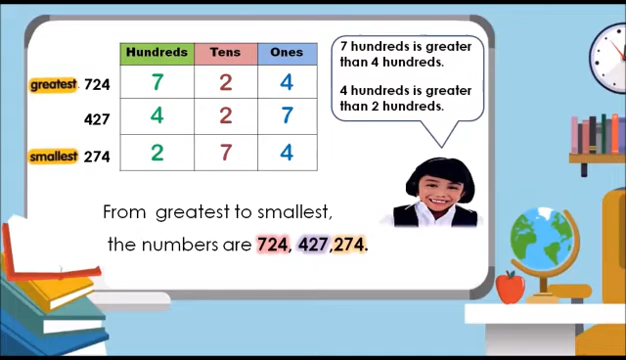 Hundreds Tens Ones
greatest 724 7 2 4
427 4 2 7
smallest 274 2 7 4
7 hundreds is greater
than 4 hundreds.
4 hundreds is greater
than 2 hundreds.
From greatest to smallest,
the numbers are 724, 427,274.